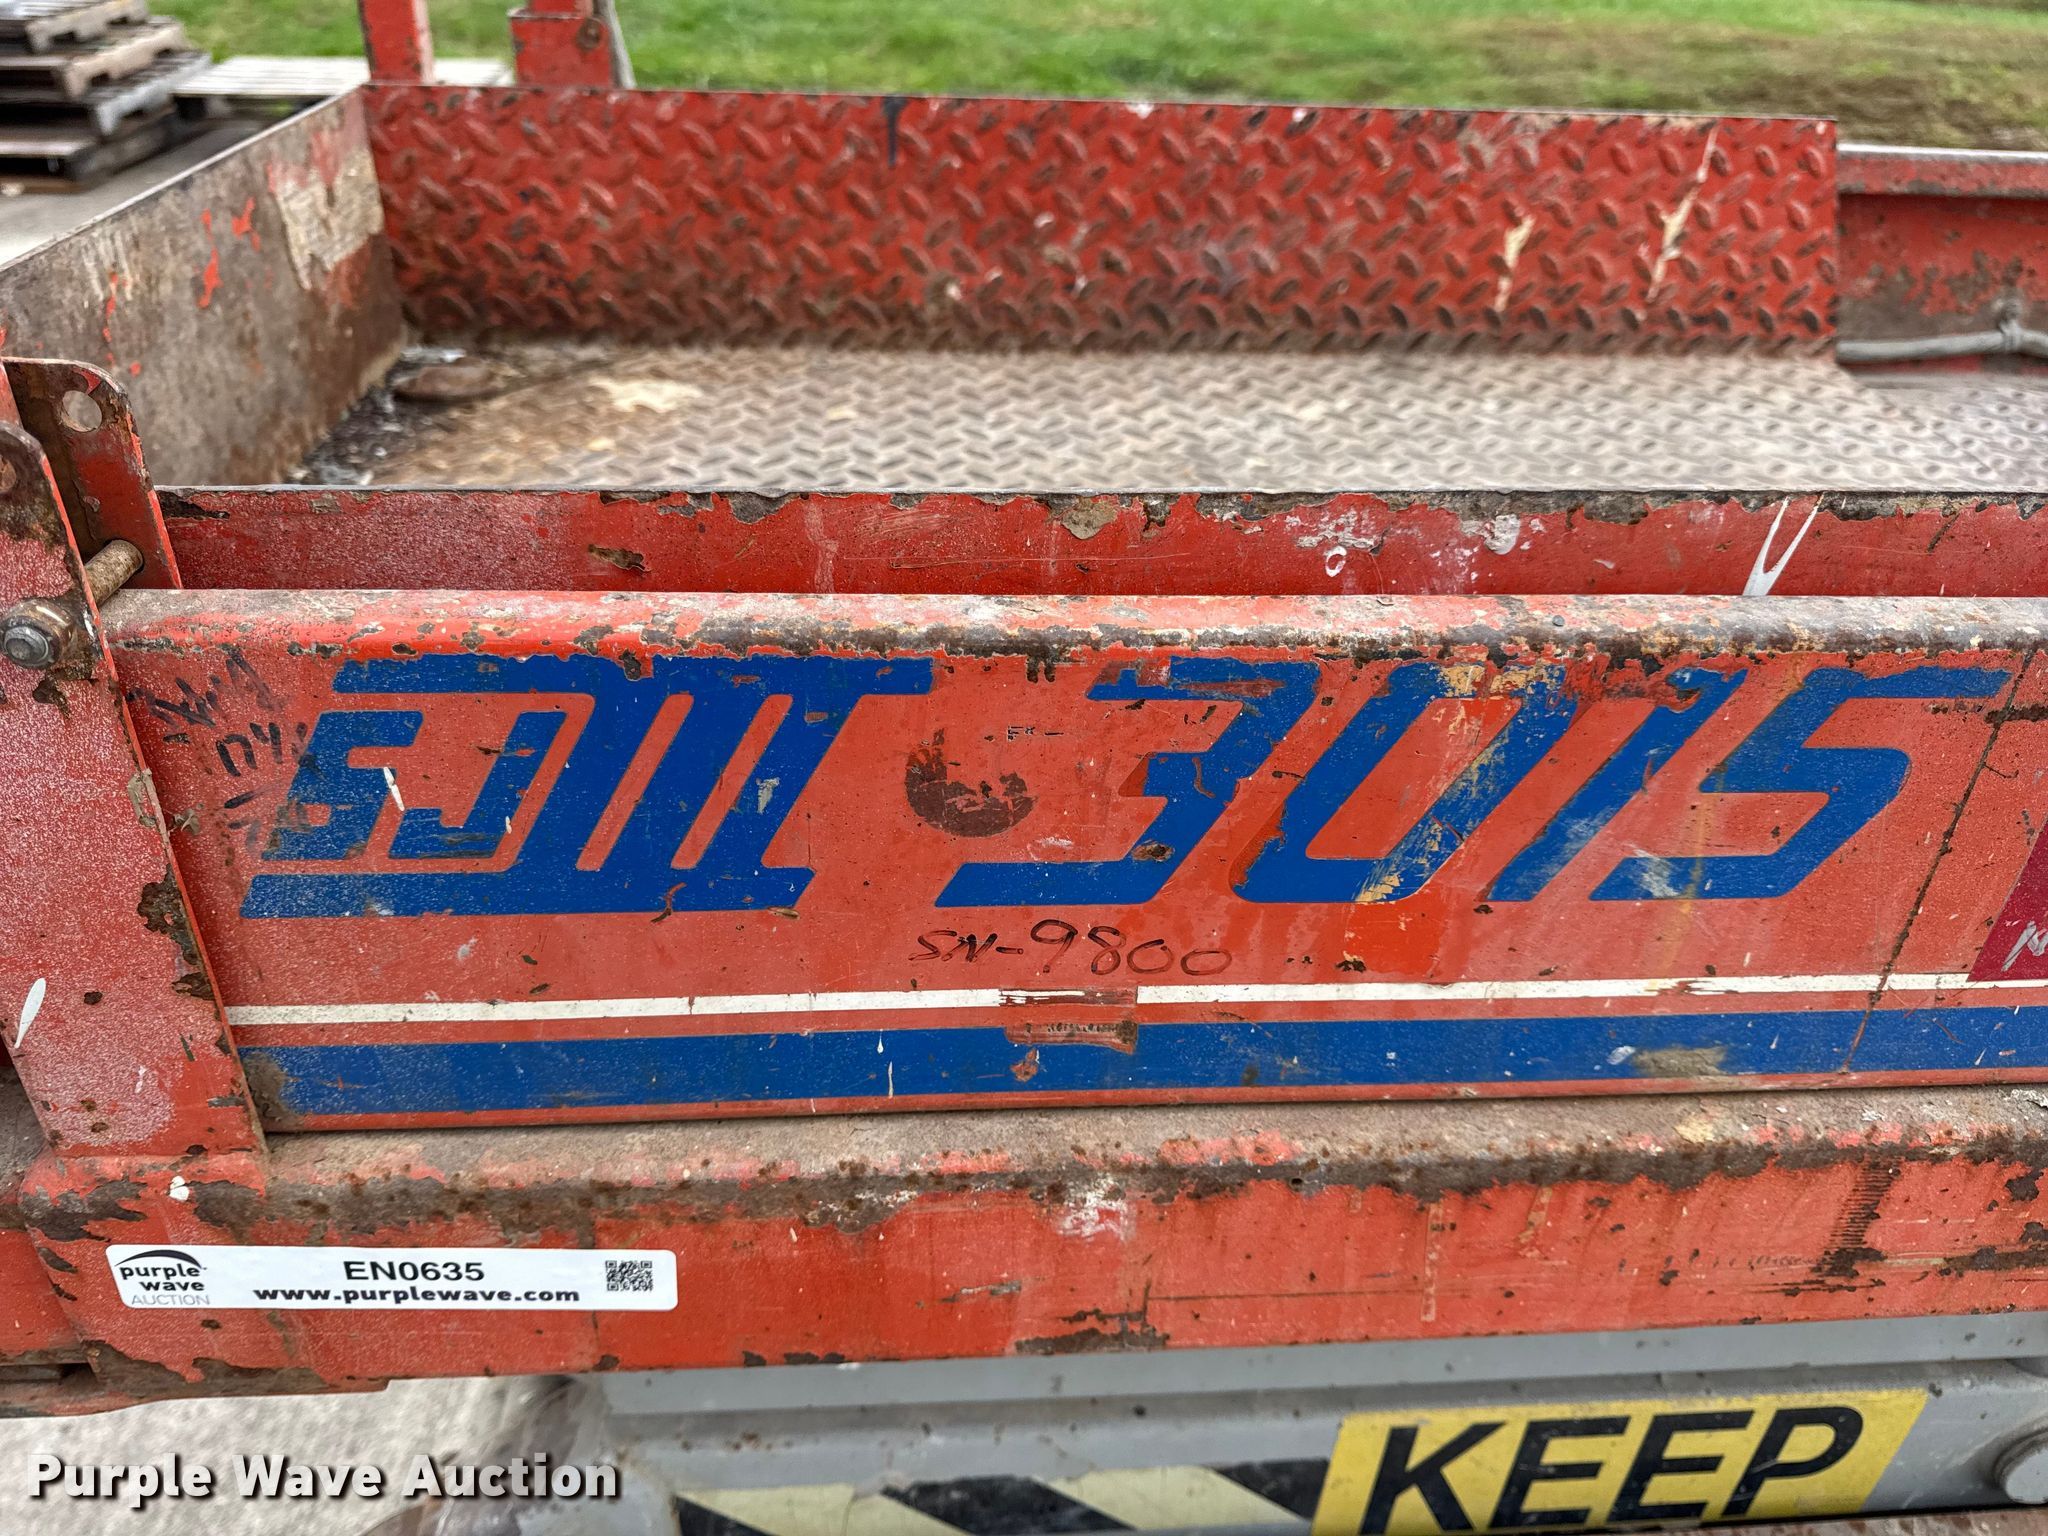 SJIII 3015
SN-9800
purple wave AUCTION
EN0635
www.purplewave.com
KEEP
Purple Wave Auction